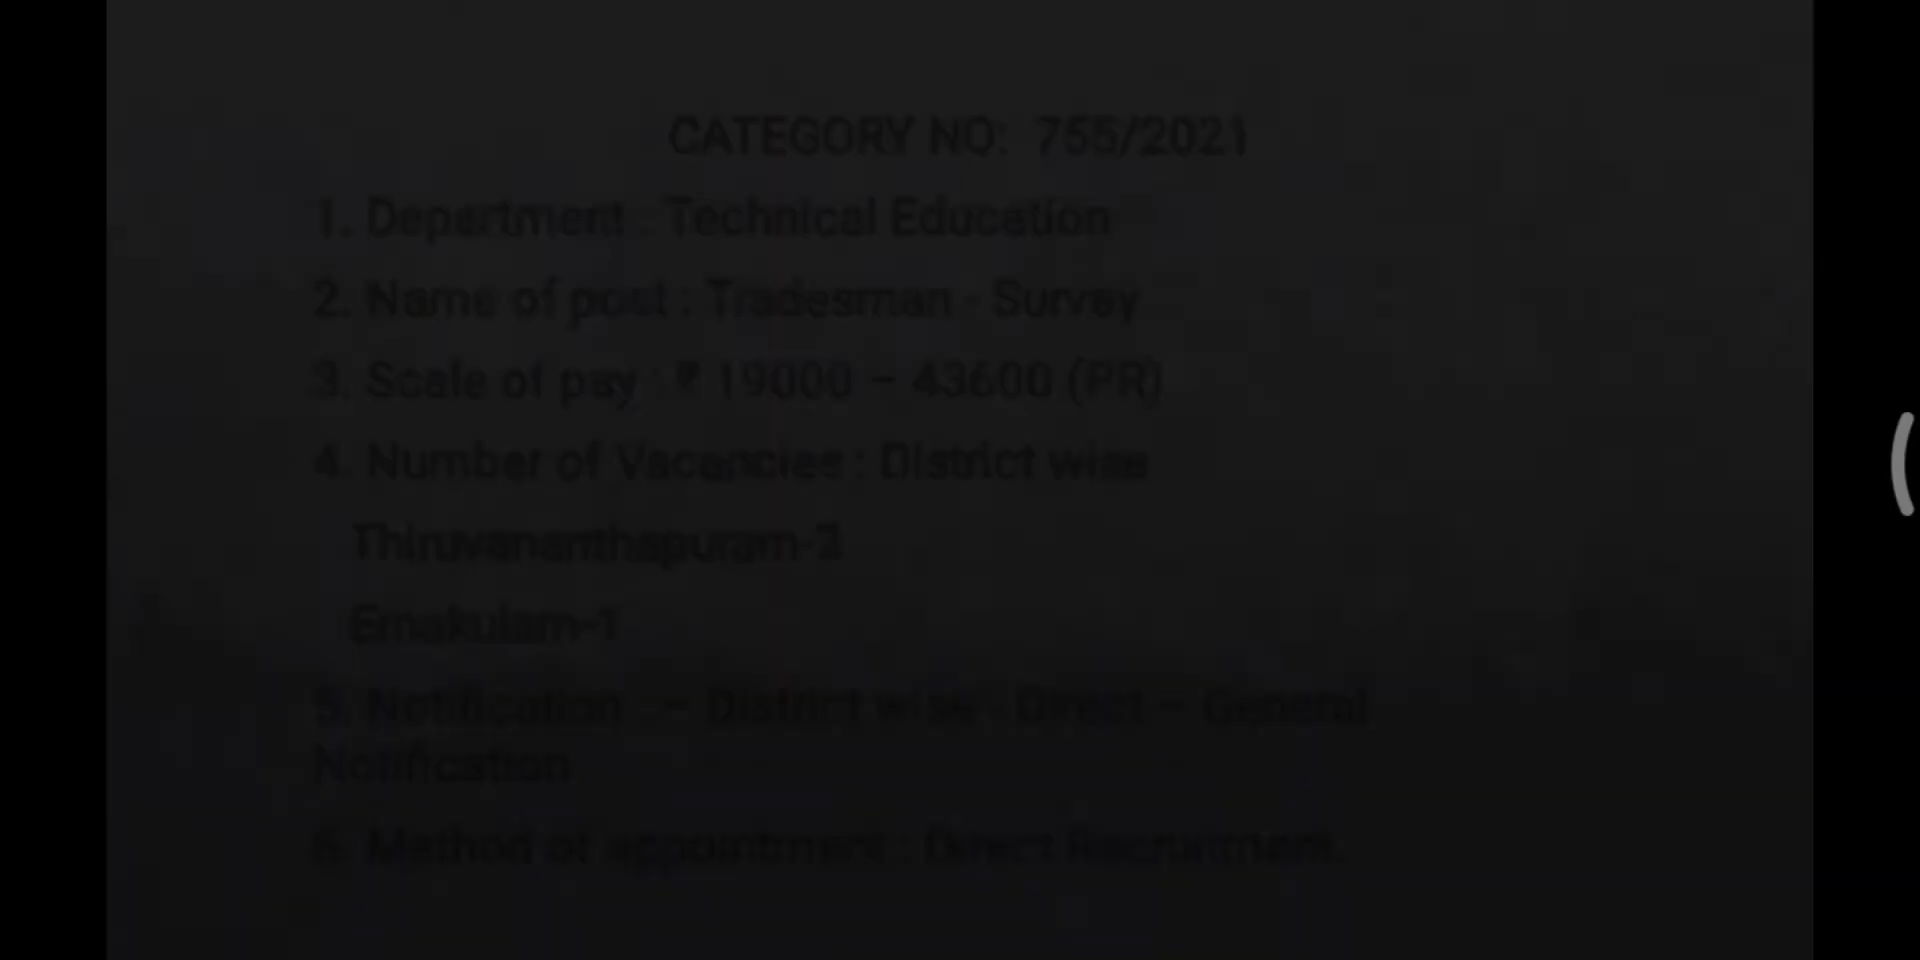 CATEGORY NO: 755/2021
1. Department : Technical Education
2. Name of post : Tradesman - Survey
3. Scale of pay : ₹ 19000 – 43600 (PR)
4. Number of Vacancies : District wise
Thiruvananthapuram-
Ernakulam-1
5. Notification : – District wise - Direct – General
Notification
6. Method of appointment : Direct Recruitment.